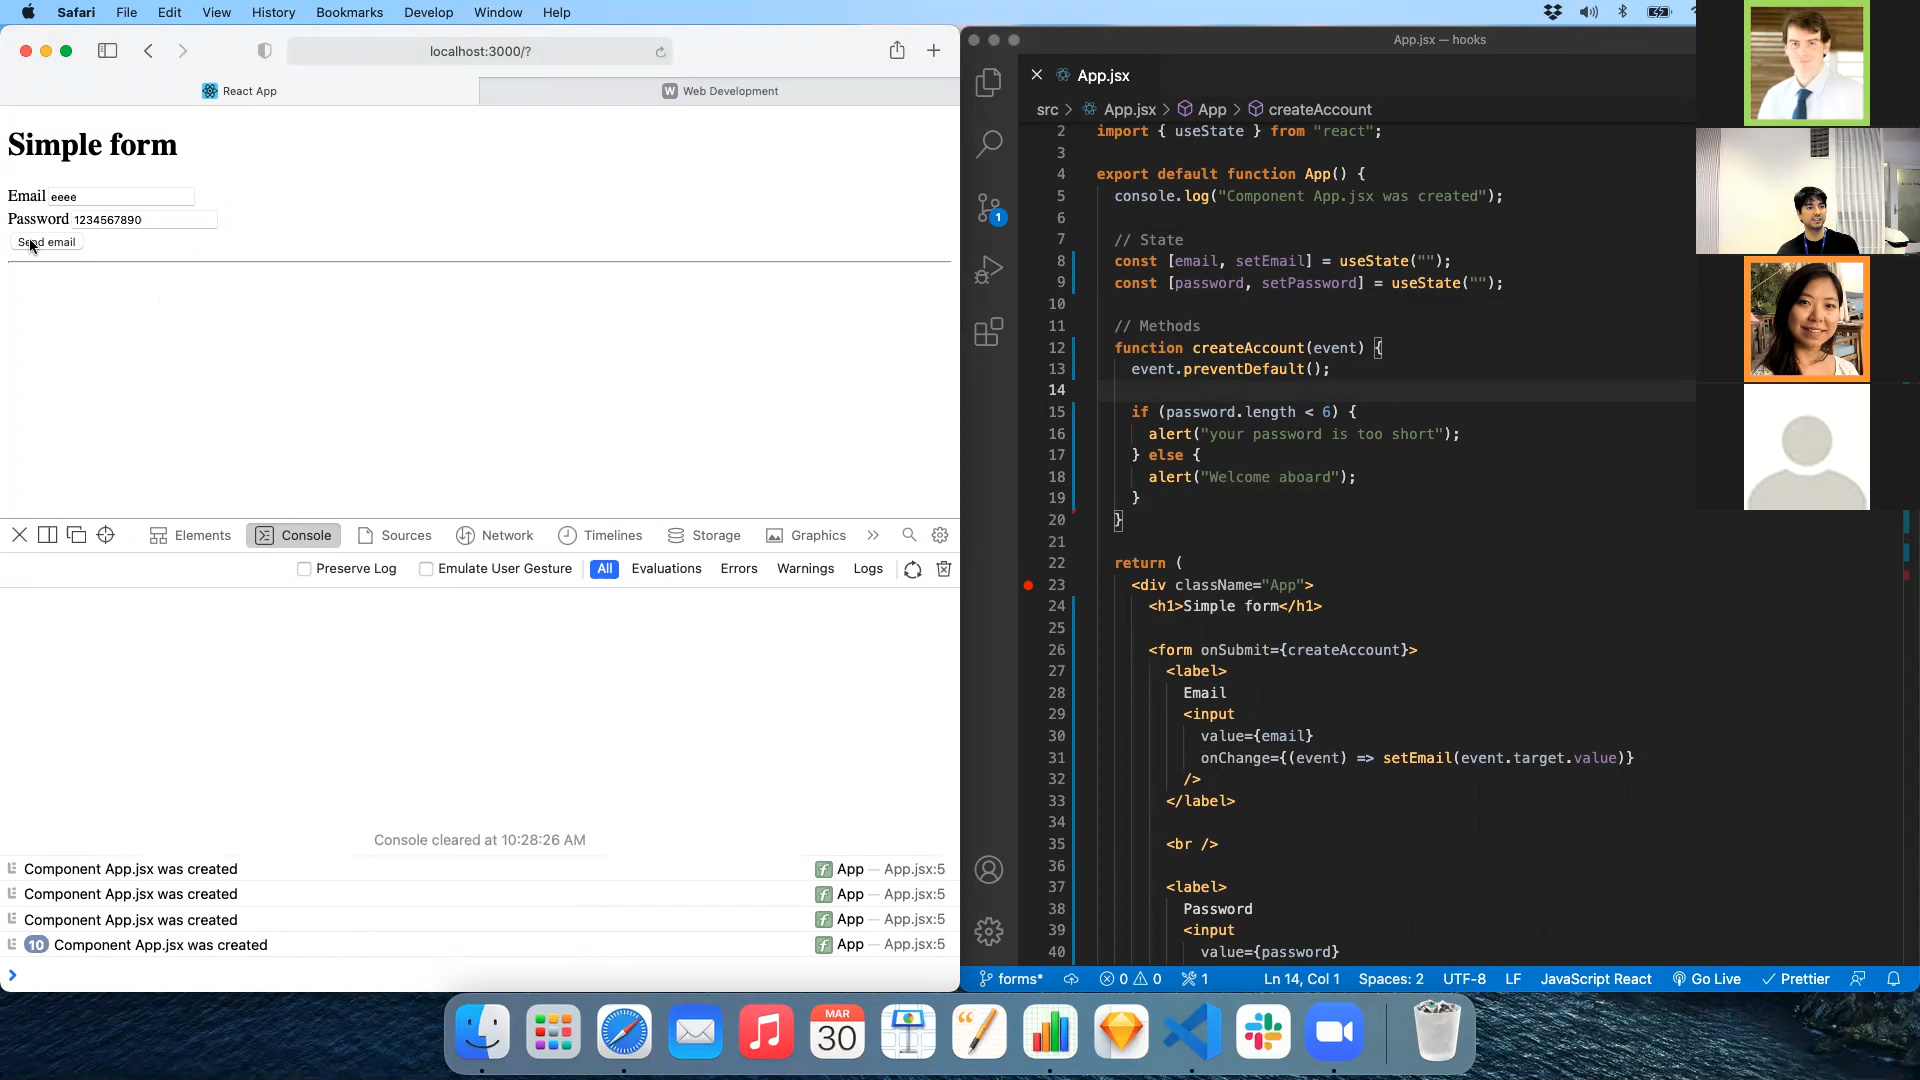 Safari File Edit View History Bookmarks Develop Window Help
localhost:3000/?
React App
Web Development
Simple form
Email eeee
Password 1234567890
Send email
Elements Console Sources Network Timelines Storage Graphics
Preserve Log Emulate User Gesture All Evaluations Errors Warnings Logs
Console cleared at 10:28:26 AM
Component App.jsx was created App — App.jsx:5
Component App.jsx was created App — App.jsx:5
Component App.jsx was created App — App.jsx:5
10 Component App.jsx was created App — App.jsx:5
App.jsx — hooks
App.jsx
src > App.jsx > App > createAccount
1
2 import { useState } from "react";
3
4 export default function App() {
5 console.log("Component App.jsx was created");
6
7 // State
8 const [email, setEmail] = useState("");
9 const [password, setPassword] = useState("");
10
11 // Methods
12 function createAccount(event) {
13 event.preventDefault();
14
15 if (password.length < 6) {
16 alert("your password is too short");
17 } else {
18 alert("Welcome aboard");
19 }
20 }
21
22 return (
23 <div className="App">
24 <h1>Simple form</h1>
25
26 <form onSubmit={createAccount}>
27 <label>
28 Email
29 <input
30 value={email}
31 onChange={(event) => setEmail(event.target.value)}
32 />
33 </label>
34
35 <br />
36
37 <label>
38 Password
39 <input
40 value={password}
forms* 0 0 1 Ln 14, Col 1 Spaces: 2 UTF-8 LF JavaScript React Go Live Prettier
MAR
30